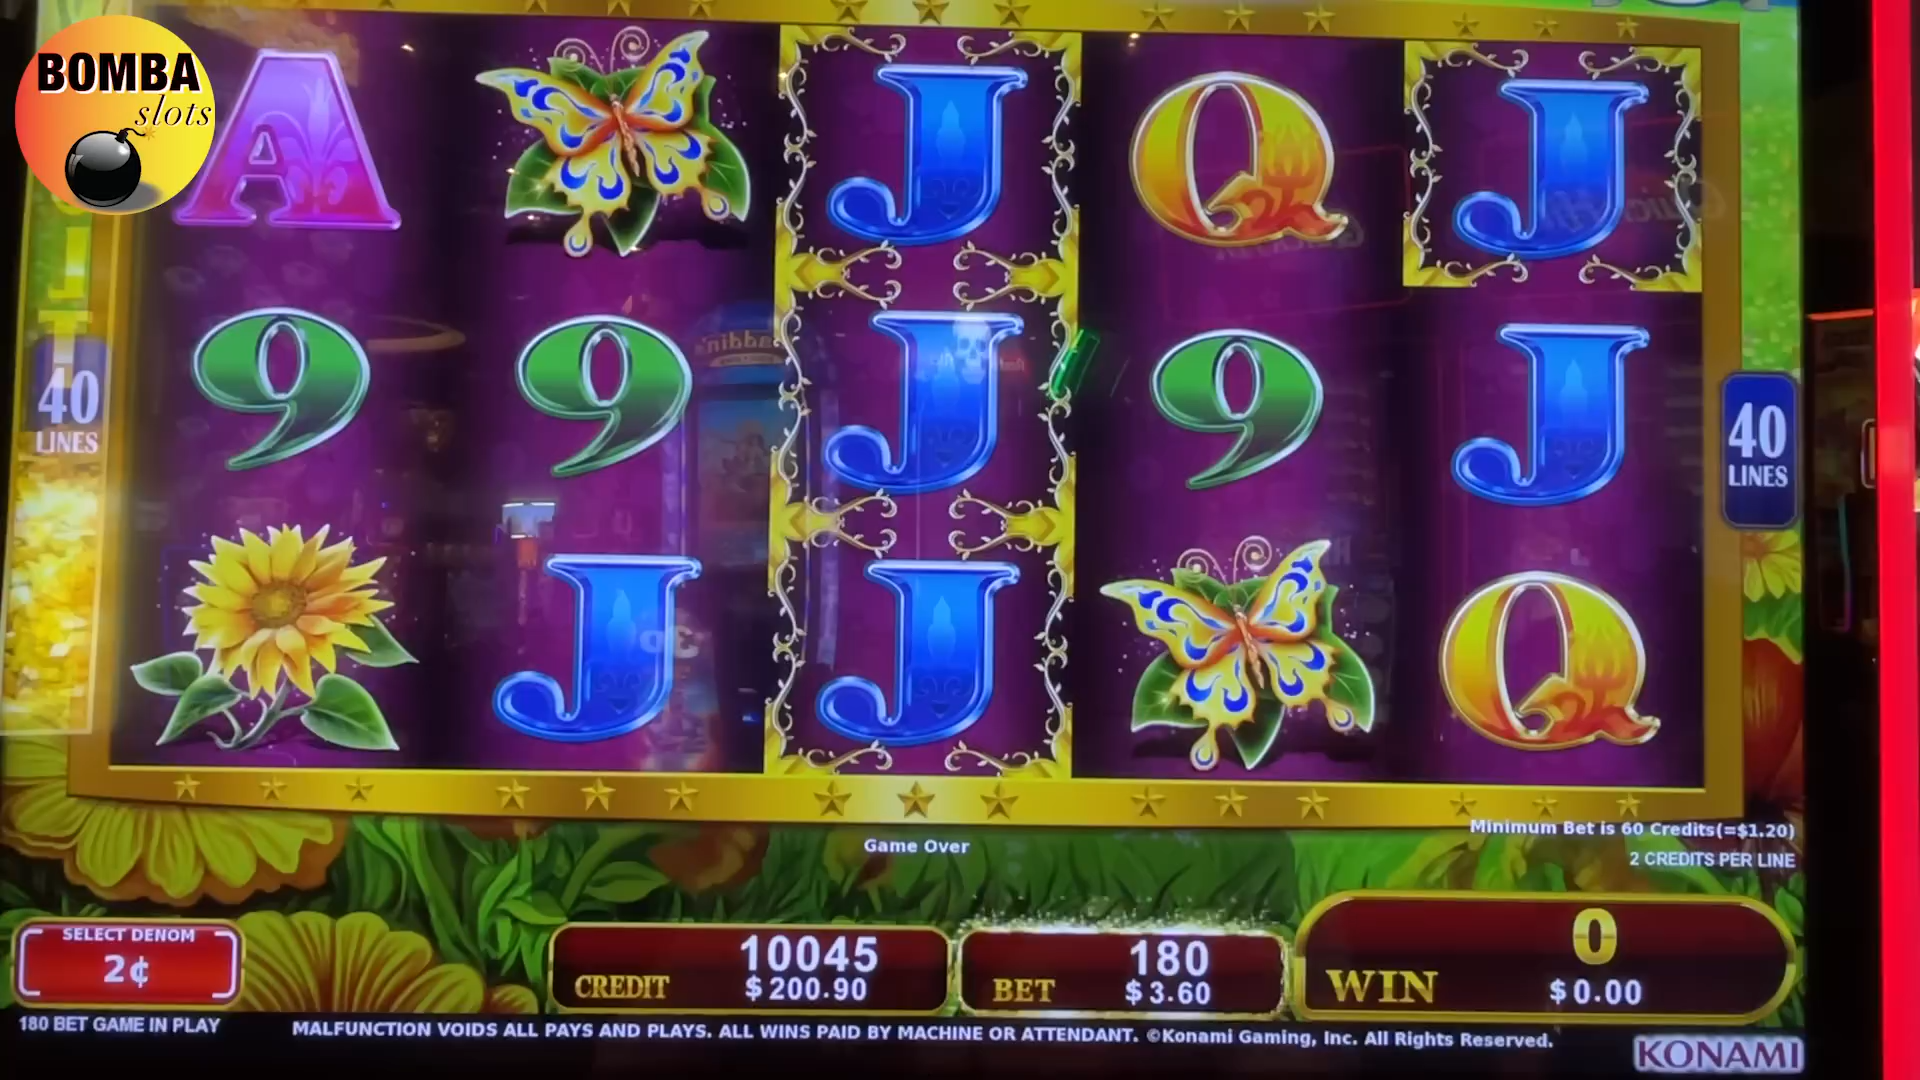 BOMBA
slots
A J Q J
9 9 J 9 J
J J Q
40
LINES
40
LINES
Minimum Bet is 60 Credits(=$1.20)
Game Over
2 CREDITS PER LINE
SELECT DENOM
2¢
CREDIT
10045
$200.90
BET
180
$3.60
WIN
0
$0.00
180 BET GAME IN PLAY
MALFUNCTION VOIDS ALL PAYS AND PLAYS. ALL WINS PAID BY MACHINE OR ATTENDANT. ©Konami Gaming, Inc. All Rights Reserved.
KONAMI